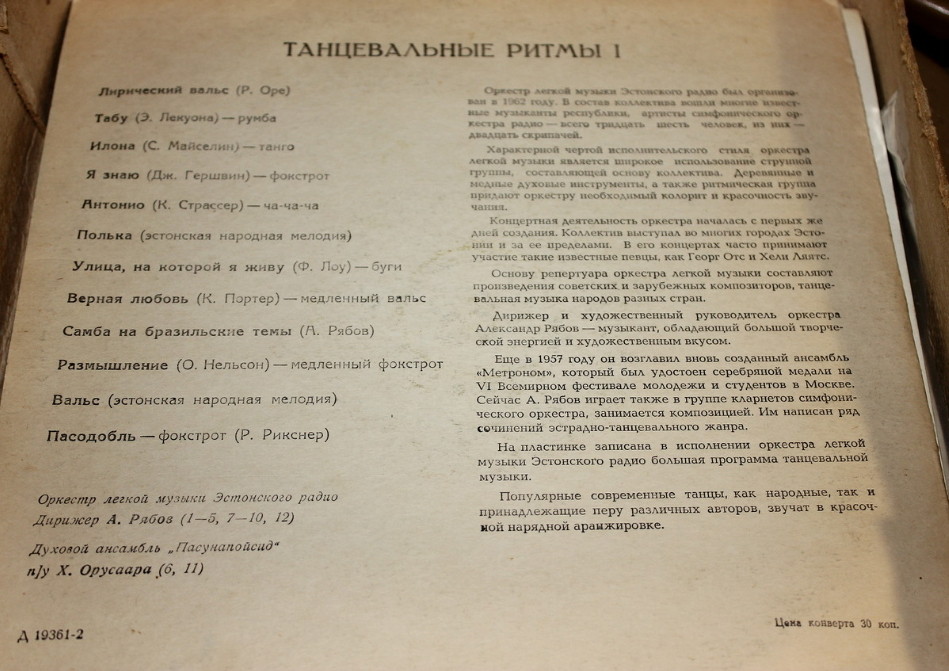 ТАНЦЕВАЛЬНЫЕ РИТМЫ I
Лирический вальс (Р. Оре)
Табу (Э. Лекуона) — румба
Илона (С. Майселин) — танго
Я знаю (Дж. Гершвин) — фокстрот
Антонио (К. Страссер) — ча-ча-ча
Полька (эстонская народная мелодия)
Улица, на которой я живу (Ф. Лоу) — буги
Верная любовь (К. Портер) — медленный вальс
Самба на бразильские темы (А. Рябов)
Размышление (О. Нельсон) — медленный фокстрот
Вальс (эстонская народная мелодия)
Пасодобль — фокстрот (Р. Рикснер)
Оркестр легкой музыки Эстонского радио
Дирижер А. Рябов (1—5, 7—10, 12)
Духовой ансамбль „Пасунапойсид"
п/у Х. Орусаара (6, 11)
Д 19361-2
Оркестр легкой музыки Эстонского радио был организо-
ван в 1962 году. В состав коллектива вошли многие извест-
ные музыканты республики, артисты симфонического ор-
кестра радио — всего тридцать шесть человек, из них —
двадцать скрипачей.
Характерной чертой исполнительского стиля оркестра
легкой музыки является широкое использование струнной
группы, составляющей основу коллектива. Деревянные и
медные духовые инструменты, а также ритмическая группа
придают оркестру необходимый колорит и красочность зву-
чания.
Концертная деятельность оркестра началась с первых же
дней создания. Коллектив выступал во многих городах Эсто-
нии и за ее пределами. В его концертах часто принимают
участие такие известные певцы, как Георг Отс и Хели Ляятс.
Основу репертуара оркестра легкой музыки составляют
произведения советских и зарубежных композиторов, танце-
вальная музыка народов разных стран.
Дирижер и художественный руководитель оркестра
Александр Рябов — музыкант, обладающий большой творче-
ской энергией и художественным вкусом.
Еще в 1957 году он возглавил вновь созданный ансамбль
«Метроном», который был удостоен серебряной медали на
VI Всемирном фестивале молодежи и студентов в Москве.
Сейчас А. Рябов играет также в группе кларнетов симфони-
ческого оркестра, занимается композицией. Им написан ряд
сочинений эстрадно-танцевального жанра.
На пластинке записана в исполнении оркестра легкой
музыки Эстонского радио большая программа танцевальной
музыки.
Популярные современные танцы, как народные, так и
принадлежащие перу различных авторов, звучат в красоч-
ной нарядной аранжировке.
Цена конверта 30 коп.